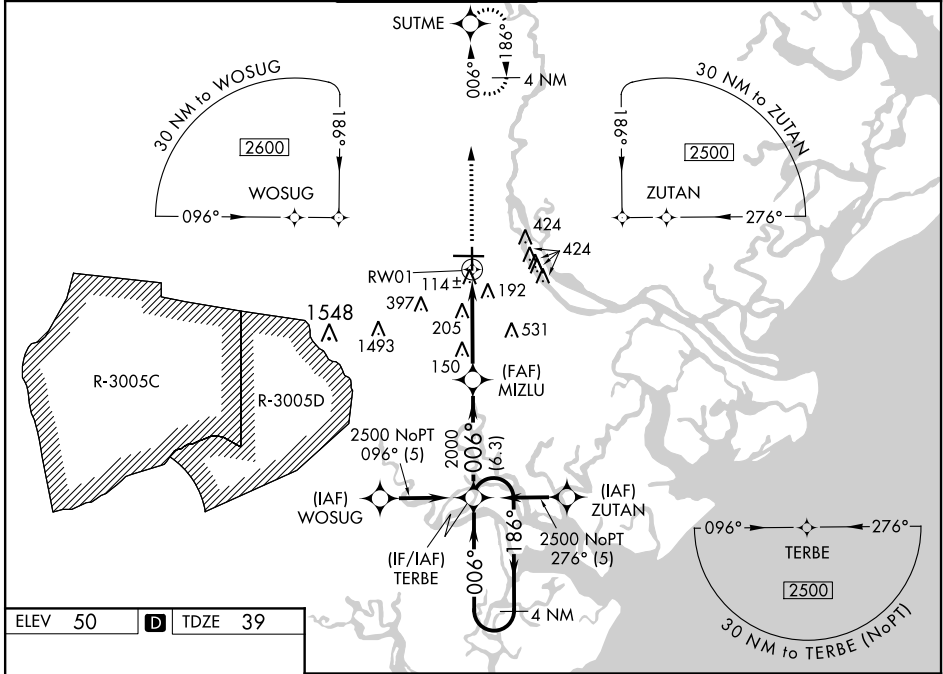 SUTME
006°
186°
4 NM
30 NM to WOSUG
2600
186°
WOSUG
096°
30 NM to ZUTAN
2500
186°
ZUTAN
276°
424
424
RW01
114±
192
397
205
531
1548
1493
150
R-3005C
R-3005D
(FAF)
MIZLU
2000
006°
(6.3)
2500 NoPT
096° (5)
(IAF)
WOSUG
(IAF)
ZUTAN
2500 NoPT
276° (5)
(IF/IAF)
TERBE
006°
186°
4 NM
096°
276°
TERBE
2500
30 NM to TERBE (NoPT)
ELEV 50 D TDZE 39